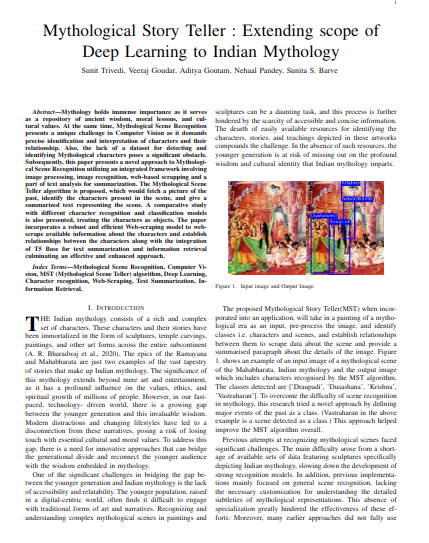 i
Mythological Story Teller : Extending scope of
Deep Learning to Indian Mythology
Sunit Trivedi, Veeraj Goudar, Aditya Goutam, Nehaal Pandey, Sunita S. Barve
Abstract—Mythology holds immense importance as it serves
as a repository of ancient wisdom, moral lessons, and cul-
tural values. At the same time, Mythological Scene Recognition
presents a unique challenge in Computer Vision as it demands
precise identification and interpretation of characters and their
relationship. Also, the lack of a dataset for detecting and
identifying Mythological characters poses a significant obstacle.
Subsequently, this paper presents a novel approach to Mythologi-
cal Scene Recognition utilizing an integrated framework involving
image processing, image recognition, web-based scrapping and a
part of text analysis for summarization. The Mythological Scene
Teller algorithm is proposed, which would fetch a picture of the
past, identify the characters present in the scene, and give a
summarized text representing the scene. A comparative study
with different character recognition and classification models
is also presented, treating the characters as objects. The paper
incorporates a robust and efficient Web-scraping model to web-
scrape available information about the characters and establish
relationships between the characters along with the integration
of T5 Base for text summarization and information retrieval
culminating an effective and enhanced approach.
Index Terms—Mythological Scene Recognition, Computer Vi-
sion, MST (Mythological Scene Teller) algorithm, Deep Learning,
Character recognition, Web-Scraping, Text Summarization, In-
formation Retrieval.
I. INTRODUCTION
THE Indian mythology consists of a rich and complex
set of characters. These characters and their stories have
been immortalized in the form of sculptures, temple carvings,
paintings, and other art forms across the entire subcontinent
(A. R. Bharadwaj et al., 2020). The epics of the Ramayana
and Mahabharata are just two examples of the vast tapestry
of stories that make up Indian mythology. The significance of
this mythology extends beyond mere art and entertainment,
as it has a profound influence on the values, ethics, and
spiritual growth of millions of people. However, in our fast-
paced, technology- driven world, there is a growing gap
between the younger generation and this invaluable wisdom.
Modern distractions and changing lifestyles have led to a
disconnection from these narratives, posing a risk of losing
touch with essential cultural and moral values. To address this
gap, there is a need for innovative approaches that can bridge
the generational divide and reconnect the younger audience
with the wisdom embedded in mythology.
One of the significant challenges in bridging the gap be-
tween the younger generation and Indian mythology is the lack
of accessibility and relatability. The younger population, raised
in a digital-centric world, often finds it difficult to engage
with traditional forms of art and narratives. Recognizing and
understanding complex mythological scenes in paintings and
sculptures can be a daunting task, and this process is further
hindered by the scarcity of accessible and concise information.
The dearth of easily available resources for identifying the
characters, stories, and teachings depicted in these artworks
compounds the challenge. In the absence of such resources, the
younger generation is at risk of missing out on the profound
wisdom and cultural identity that Indian mythology imparts.
Figure 1. Input image and Output Image
The proposed Mythological Story Teller(MST) when incor-
porated into an application, will take in a painting of a mytho-
logical era as an input, pre-process the image, and identify
classes i.e. characters and scenes, and establish relationships
between them to scrape data about the scene and provide a
summarised paragraph about the details of the image. Figure
1. shows an example of an input image of a mythological scene
of the Mahabharata, Indian mythology and the output image
which includes characters recognised by the MST algorithm.
The classes detected are ['Draupadi', 'Dusashana', 'Krishna',
'Vastraharan']. To overcome the difficulty of scene recognition
in mythology, this research tried a novel approach by defining
major events of the past as a class. (Vastraharan in the above
example is a scene detected as a class.) This approach helped
improve the MST algorithm overall.
Previous attempts at recognizing mythological scenes faced
significant challenges. The main difficulty arose from a short-
age of available sets of data featuring sculptures specifically
depicting Indian mythology, slowing down the development of
strong recognition models. In addition, previous implementa-
tions mainly focused on general scene recognition, lacking
the necessary customization for understanding the detailed
subtleties of mythological representations. This absence of
specialization greatly hindered the effectiveness of these ef-
forts. Moreover, many earlier approaches did not fully use